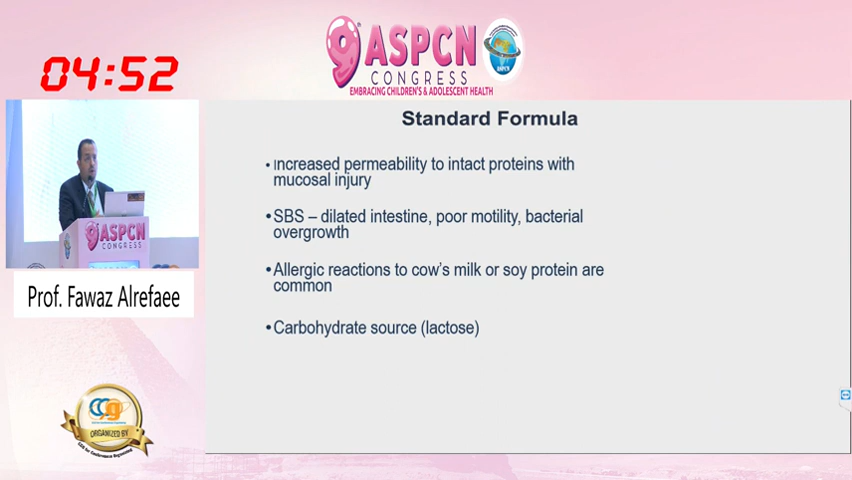 9 ASPCN
CONGRESS
EMBRACING CHILDREN'S & ADOLESCENT HEALTH
04:52
Standard Formula
• Increased permeability to intact proteins with
mucosal injury
• SBS – dilated intestine, poor motility, bacterial
overgrowth
• Allergic reactions to cow's milk or soy protein are
common
• Carbohydrate source (lactose)
9 ASPCN
CONGRESS
Prof. Fawaz Alrefaee
ORGANIZED BY